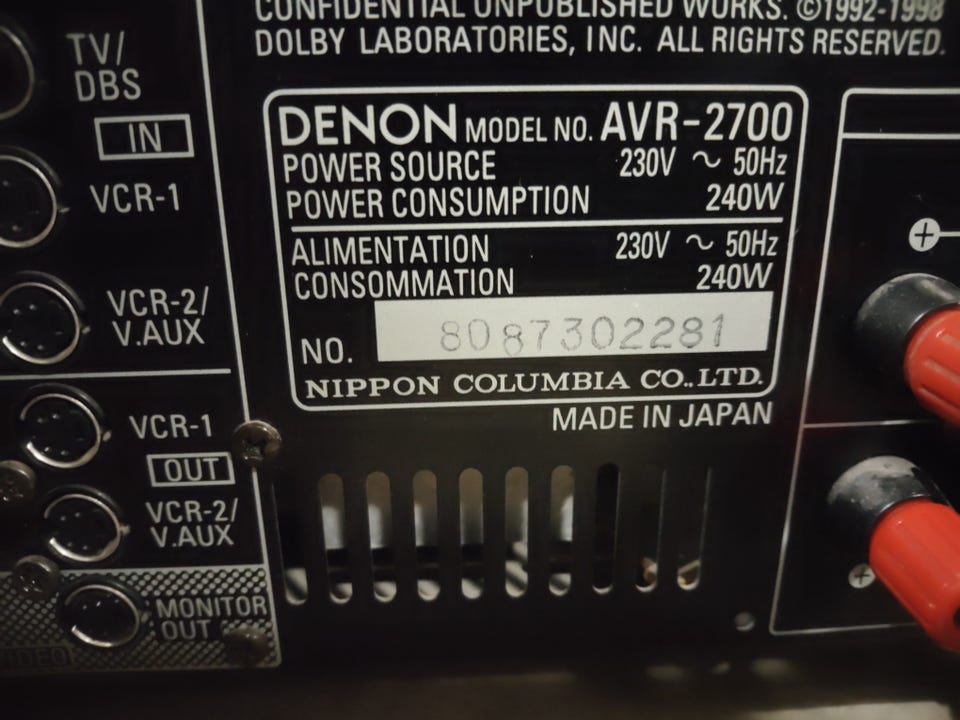 CONFIDENTIAL UNPUBLISHED WORKS. ©1992-1998
DOLBY LABORATORIES, INC. ALL RIGHTS RESERVED.
TV/
DBS
IN
VCR-1
VCR-2/
V.AUX
VCR-1
OUT
VCR-2/
V.AUX
MONITOR
OUT
VIDEO
DENON MODEL NO. AVR-2700
POWER SOURCE 230V ~ 50Hz
POWER CONSUMPTION 240W
ALIMENTATION 230V ~ 50Hz
CONSOMMATION 240W
NO. 8087302281
NIPPON COLUMBIA CO.,LTD.
MADE IN JAPAN
+
+